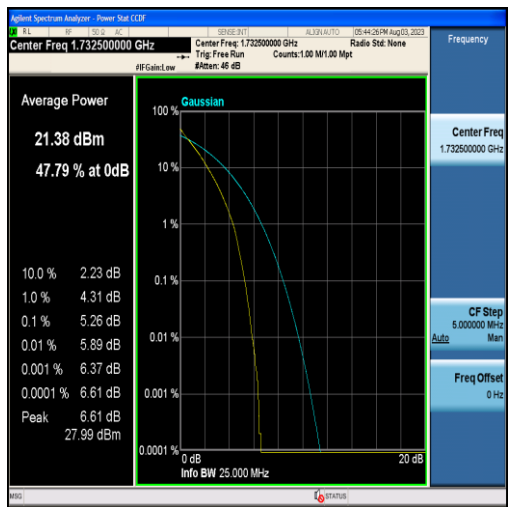 Agilent Spectrum Analyzer - Power Stat CCDF
RL RF 50 Ω AC SENSE:INT ALIGN AUTO 05:44:26 PM Aug 03, 2023
Center Freq 1.732500000 GHz
Center Freq: 1.732500000 GHz Radio Std: None
Trig: Free Run Counts:1.00 M/1.00 Mpt
#IFGain:Low #Atten: 46 dB
Frequency
Average Power
21.38 dBm
47.79 % at 0dB
10.0 % 2.23 dB
1.0 % 4.31 dB
0.1 % 5.26 dB
0.01 % 5.89 dB
0.001 % 6.37 dB
0.0001 % 6.61 dB
Peak 6.61 dB
27.99 dBm
Gaussian
100 %
10 %
1 %
0.1 %
0.01 %
0.001 %
0.0001 %
0 dB 20 dB
Info BW 25.000 MHz
Center Freq
1.732500000 GHz
CF Step
5.000000 MHz
Auto Man
Freq Offset
0 Hz
MSG STATUS